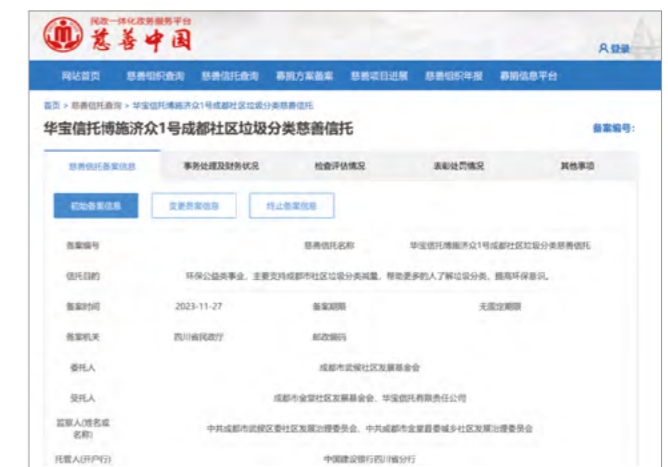 民政一体化政务服务平台
慈善中国
登录
网站首页 慈善组织查询 慈善信托查询 募捐方案备案 慈善项目进展 慈善组织年报 募捐信息平台
首页 > 慈善信托查询 > 华宝信托博施济众1号成都社区垃圾分类慈善信托
华宝信托博施济众1号成都社区垃圾分类慈善信托 备案编号:
慈善信托备案信息 事务处理及财务状况 检查评估情况 表彰处罚情况 其他事项
初始备案信息 变更备案信息 终止备案信息
备案编号 慈善信托名称 华宝信托博施济众1号成都社区垃圾分类慈善信托
信托目的 环保公益类事业，主要支持成都市社区垃圾分类减量，帮助更多的人了解垃圾分类，提高环保意识。
备案时间 2023-11-27 备案期限 无固定期限
备案机关 四川省民政厅 邮政编码
委托人 成都市武侯社区发展基金会
受托人 成都市金堂社区发展基金会、华宝信托有限责任公司
监察人(姓名或
名称) 中共成都市武侯区委社区发展治理委员会、中共成都市金堂县委城乡社区发展治理委员会
托管人(开户行) 中国建设银行四川省分行